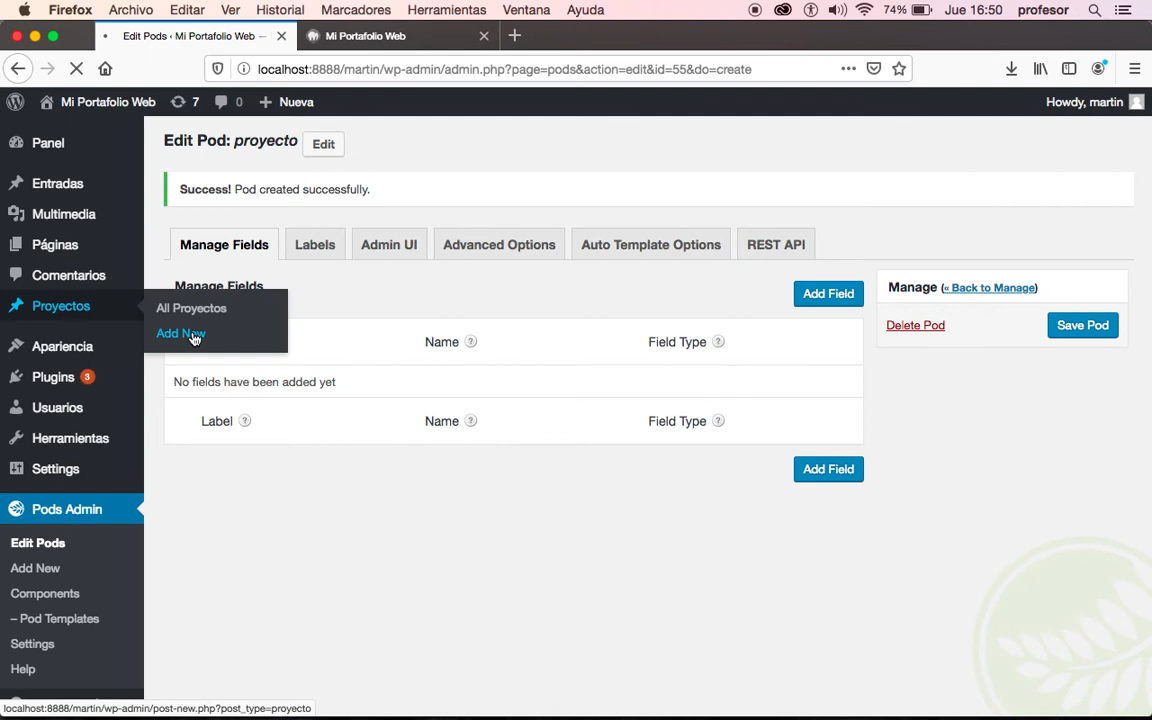 Firefox Archivo Editar Ver Historial Marcadores Herramientas Ventana Ayuda 74% Jue 16:50 profesor
Edit Pods ‹ Mi Portafolio Web — Mi Portafolio Web
localhost:8888/martin/wp-admin/admin.php?page=pods&action=edit&id=55&do=create
Mi Portafolio Web 7 0 Nueva Howdy, martin
Panel
Entradas
Multimedia
Páginas
Comentarios
Proyectos
All Proyectos
Add New
Apariencia
Plugins 3
Usuarios
Herramientas
Settings
Pods Admin
Edit Pods
Add New
Components
– Pod Templates
Settings
Help
Edit Pod: proyecto Edit
Success! Pod created successfully.
Manage Fields Labels Admin UI Advanced Options Auto Template Options REST API
Manage Fields Add Field
Name ? Field Type ?
No fields have been added yet
Label ? Name ? Field Type ?
Add Field
Manage (« Back to Manage)
Delete Pod Save Pod
localhost:8888/martin/wp-admin/post-new.php?post_type=proyecto